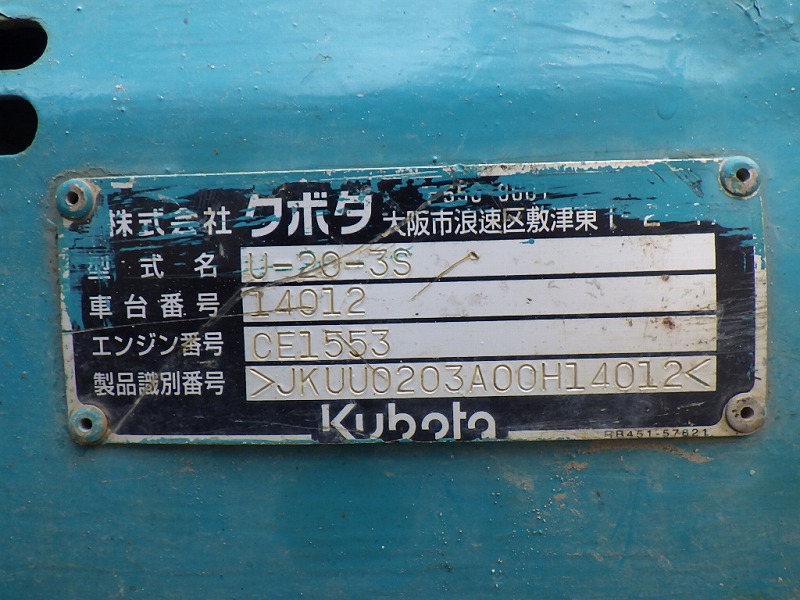 株式会社 クボタ 大阪市浪速区敷津東1-2
型式名 U-20-3S
車台番号 14012
エンジン番号 CE1553
製品識別番号 >JKUU0203A00H14012<
Kubota
RB451-57821